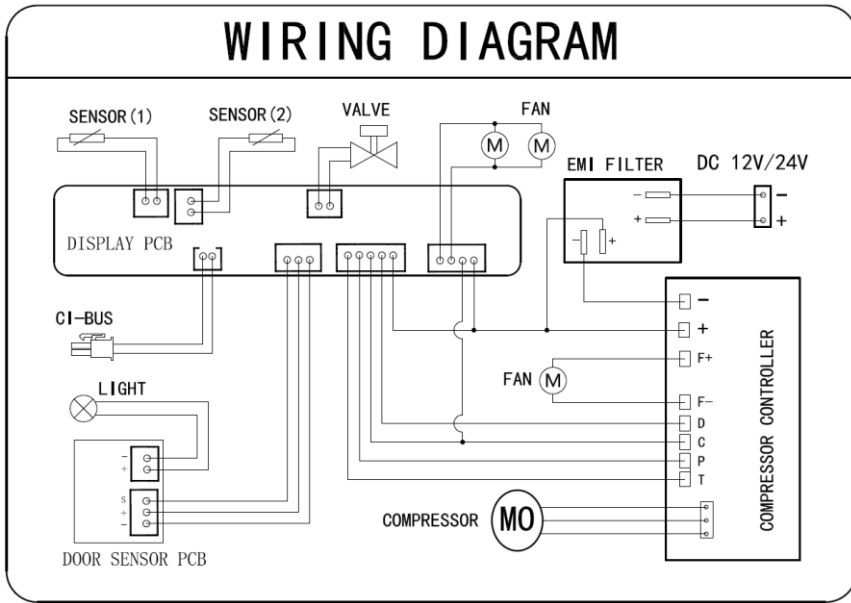 WIRING DIAGRAM
SENSOR(1)
SENSOR(2)
VALVE
FAN
M
M
EMI FILTER
DC 12V/24V
-
+
-
+
-
+
DISPLAY PCB
CI-BUS
LIGHT
-
+
S
+
-
DOOR SENSOR PCB
FAN
M
COMPRESSOR
MO
-
+
F+
F-
D
C
P
T
COMPRESSOR CONTROLLER